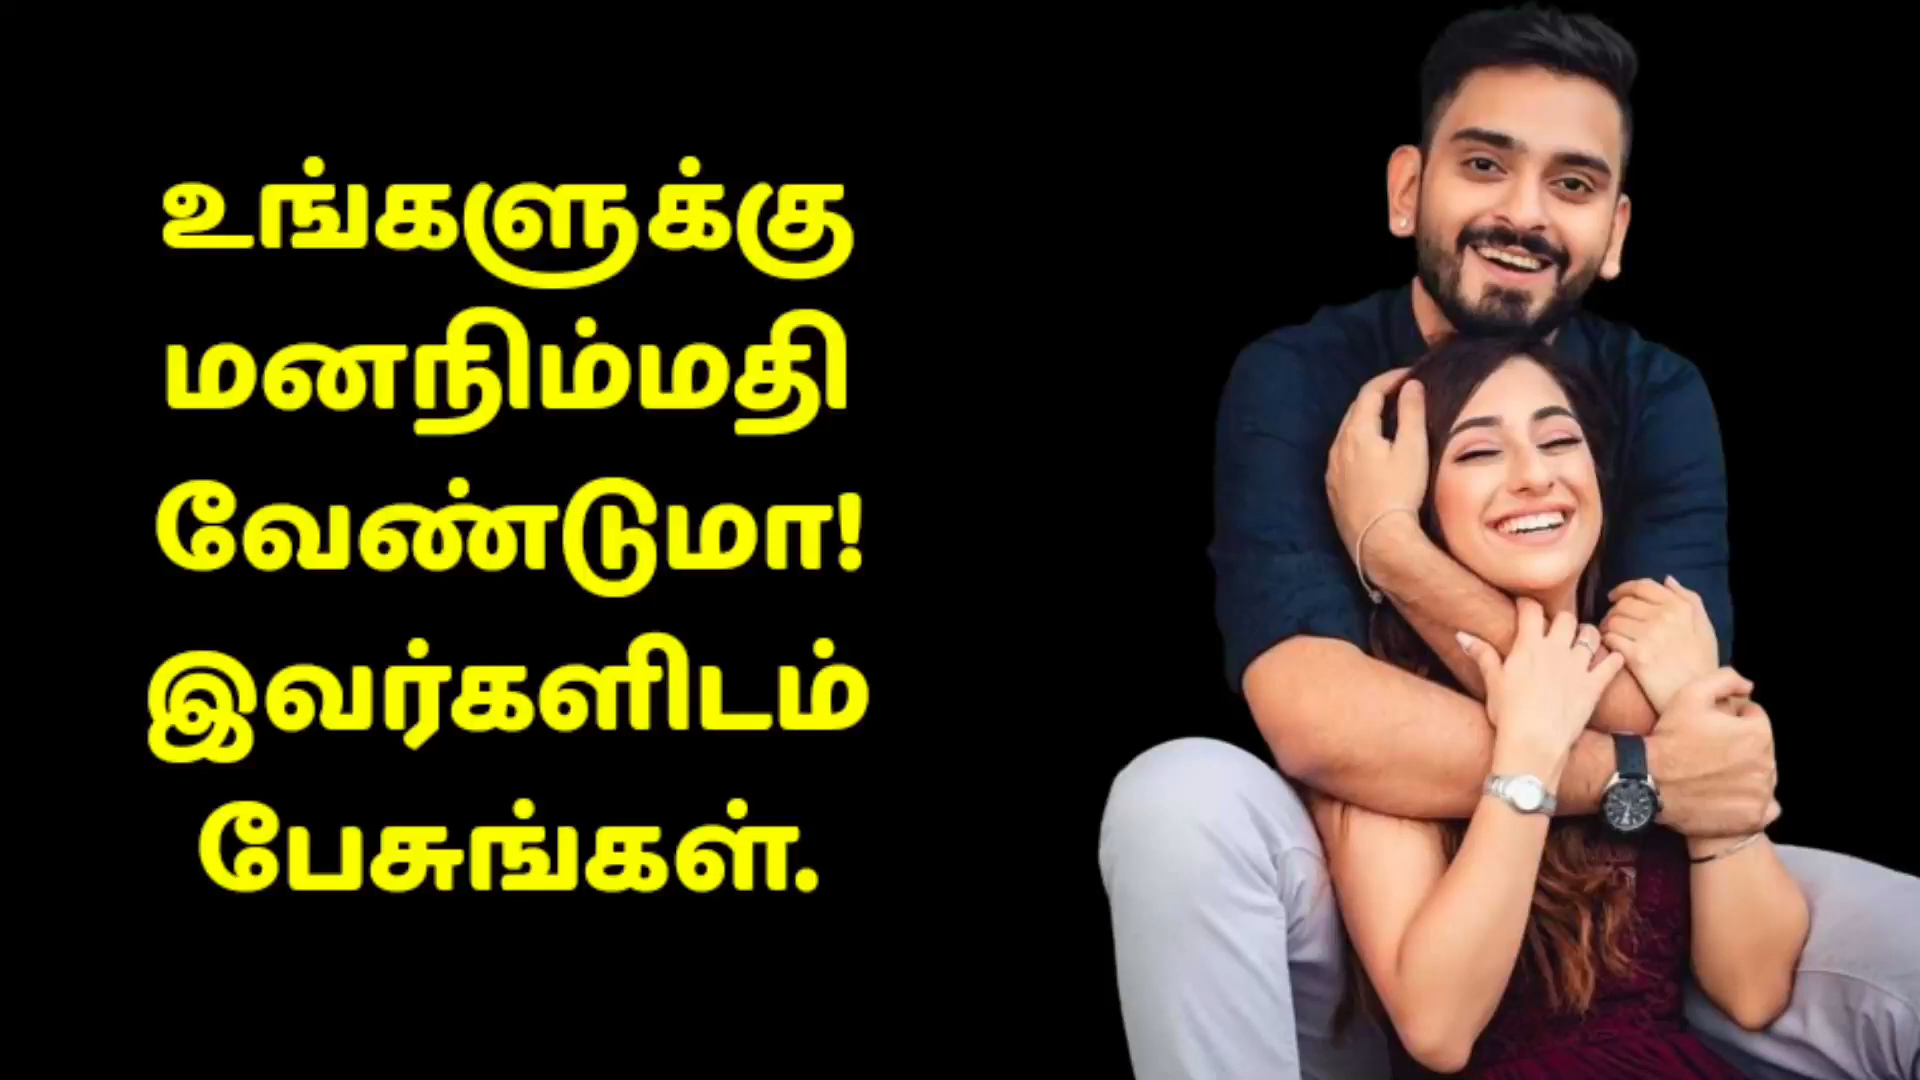 உங்களுக்கு
மனநிம்மதி
வேண்டுமா!
இவர்களிடம்
பேசுங்கள்.